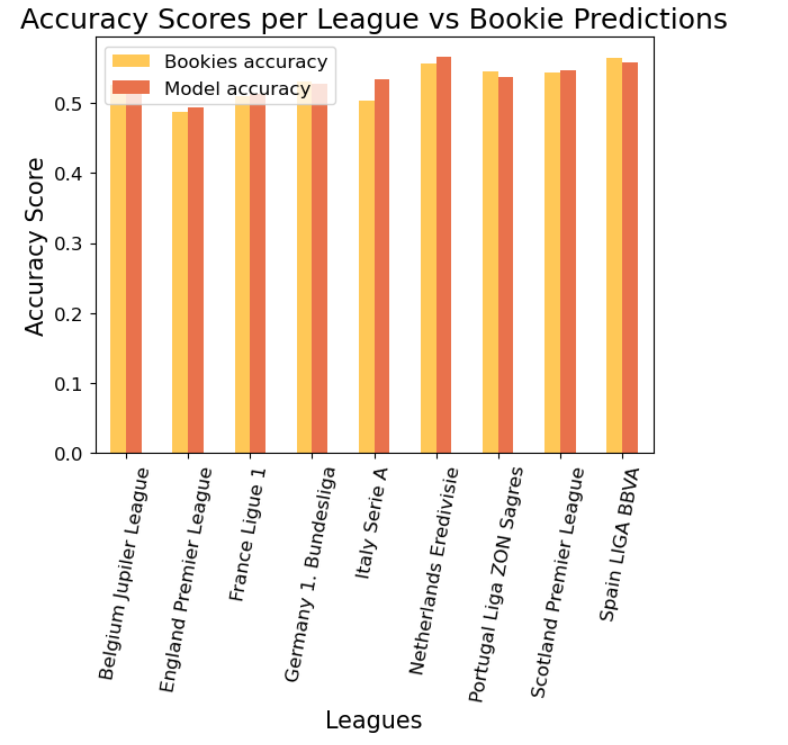 Accuracy Scores per League vs Bookie Predictions
Bookies accuracy
Model accuracy
Accuracy Score
0.5
0.4
0.3
0.2
0.1
0.0
Belgium Jupiler League
England Premier League
France Ligue 1
Germany 1. Bundesliga
Italy Serie A
Netherlands Eredivisie
Portugal Liga ZON Sagres
Scotland Premier League
Spain LIGA BBVA
Leagues